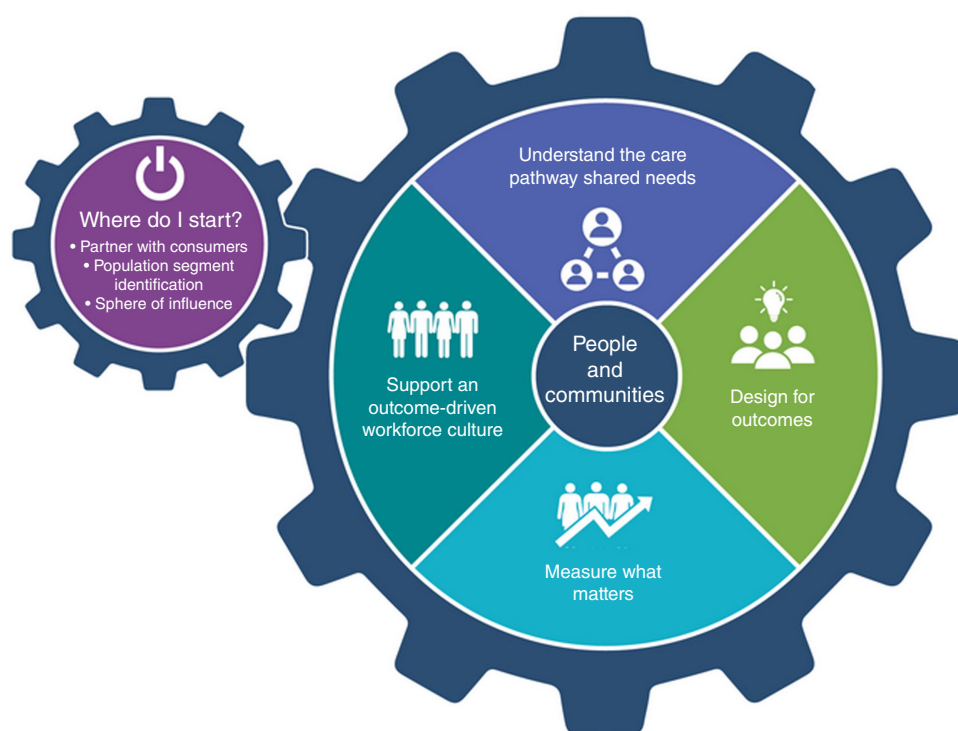 Where do I start?
• Partner with consumers
• Population segment
identification
• Sphere of influence
Understand the care
pathway shared needs
Design for
outcomes
Measure what
matters
Support an
outcome-driven
workforce culture
People
and
communities